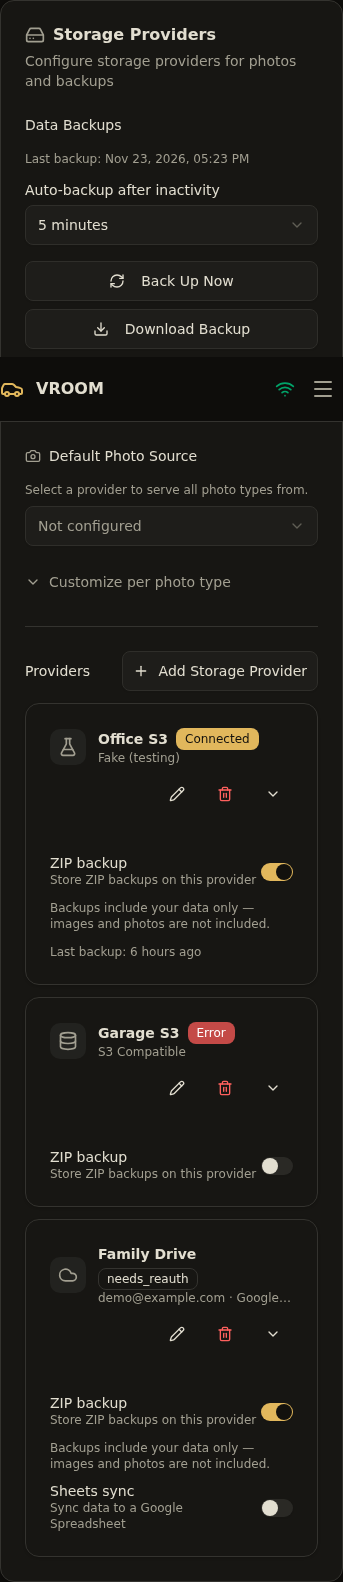 Storage Providers
Configure storage providers for photos
and backups
Data Backups
Last backup: Nov 23, 2026, 05:23 PM
Auto-backup after inactivity
5 minutes
Back Up Now
Download Backup
VROOM
Default Photo Source
Select a provider to serve all photo types from.
Not configured
Customize per photo type
Providers
Add Storage Provider
Office S3
Connected
Fake (testing)
ZIP backup
Store ZIP backups on this provider
Backups include your data only —
images and photos are not included.
Last backup: 6 hours ago
Garage S3
Error
S3 Compatible
ZIP backup
Store ZIP backups on this provider
Family Drive
needs_reauth
demo@example.com · Google...
ZIP backup
Store ZIP backups on this provider
Backups include your data only —
images and photos are not included.
Sheets sync
Sync data to a Google
Spreadsheet